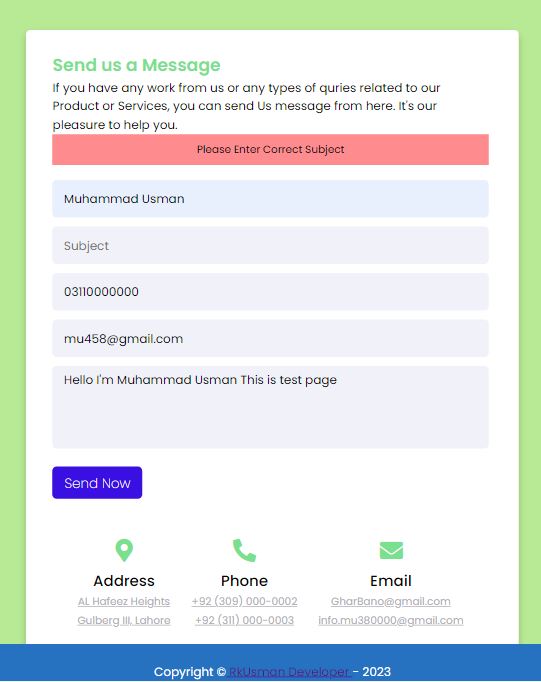 Send us a Message
If you have any work from us or any types of quries related to our
Product or Services, you can send Us message from here. It's our
pleasure to help you.
Please Enter Correct Subject
Muhammad Usman
Subject
03110000000
mu458@gmail.com
Hello I'm Muhammad Usman This is test page
Send Now
Address
AL Hafeez Heights
Gulberg III, Lahore
Phone
+92 (309) 000-0002
+92 (311) 000-0003
Email
GharBano@gmail.com
info.mu380000@gmail.com
Copyright © RkUsman Developer - 2023